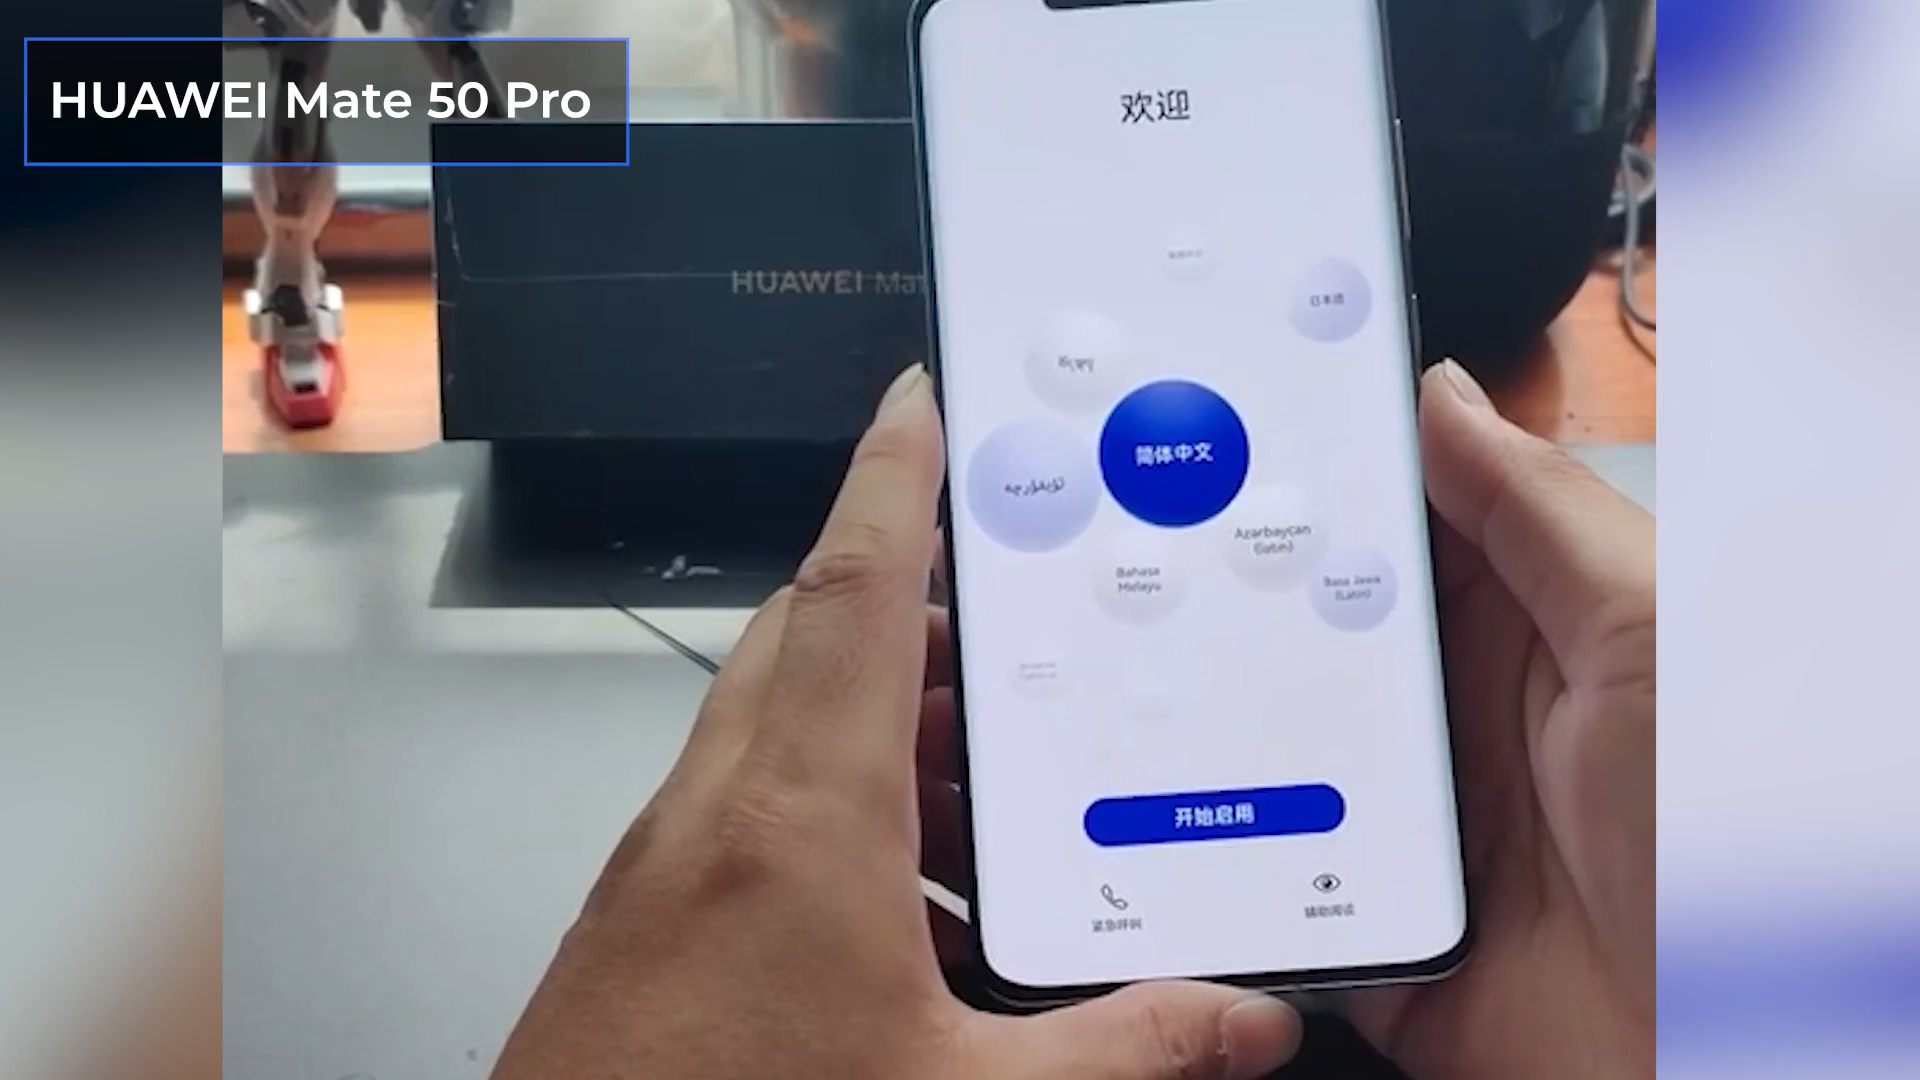 HUAWEI Mate 50 Pro
欢迎
HUAWEI Mat
日本語
简体中文
ئۇيغۇرچە
Azərbaycan
(latın)
Bahasa
Melayu
Basa Jawa
(Latin)
开始启用
紧急呼叫
辅助阅读